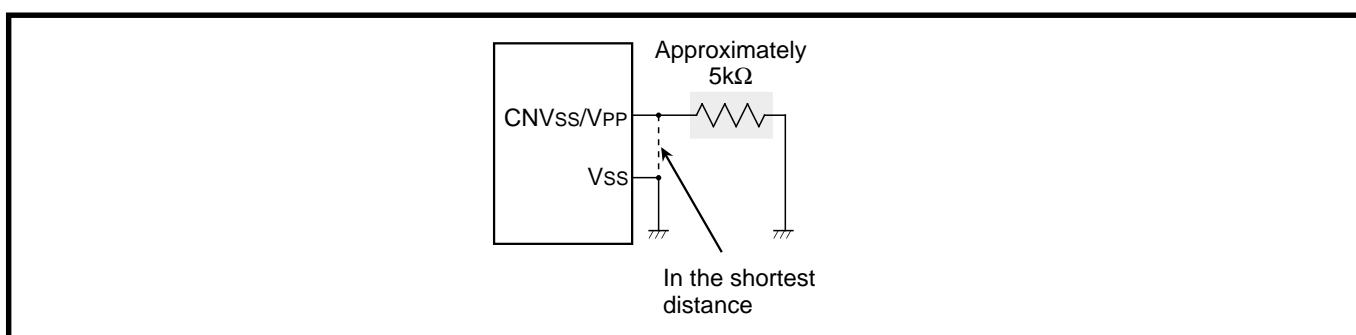 Approximately
5kΩ
CNVSS/VPP
VSS
In the shortest
distance